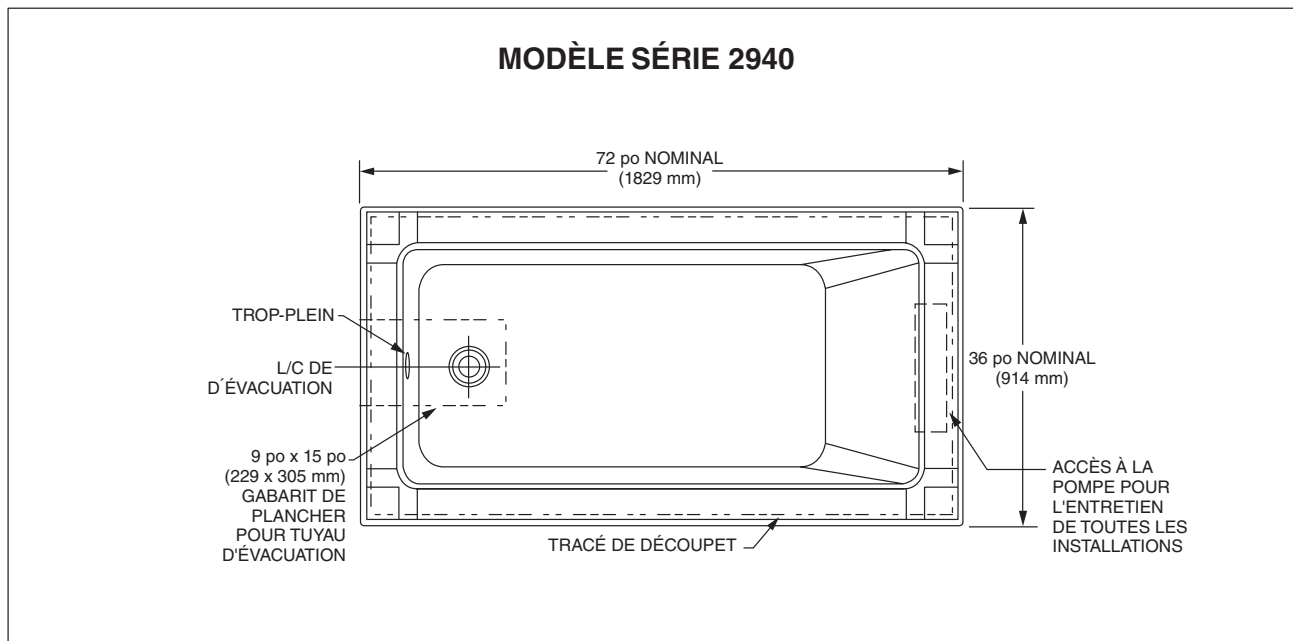 MODÈLE SÉRIE 2940
72 po NOMINAL
(1829 mm)
TROP-PLEIN
L/C DE
D´ÉVACUATION
36 po NOMINAL
(914 mm)
9 po x 15 po
(229 x 305 mm)
GABARIT DE
PLANCHER
POUR TUYAU
D'ÉVACUATION
TRACÉ DE DÉCOUPET
ACCÈS À LA
POMPE POUR
L'ENTRETIEN
DE TOUTES LES
INSTALLATIONS